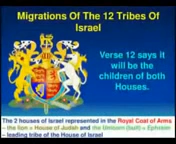 Migrations Of The 12 Tribes Of
Israel
Verse 12 says it
will be the
children of both
Houses.
The 2 houses of Israel represented in the Royal Coat of Arms
– the lion = House of Judah and the Unicorn (bull) = Ephraim
– leading tribe of the House of Israel